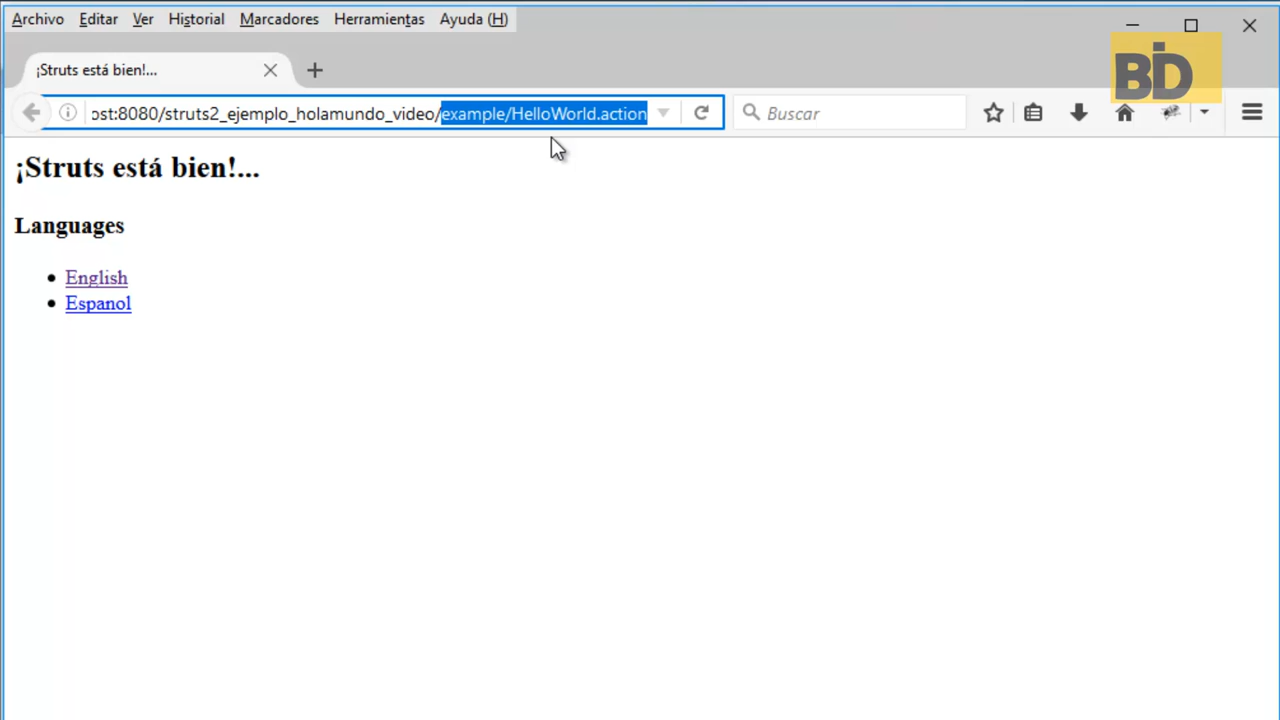 Archivo Editar Ver Historial Marcadores Herramientas Ayuda (H)
¡Struts está bien!...
BID
ost:8080/struts2_ejemplo_holamundo_video/example/HelloWorld.action
Buscar
¡Struts está bien!...
Languages
English
Espanol